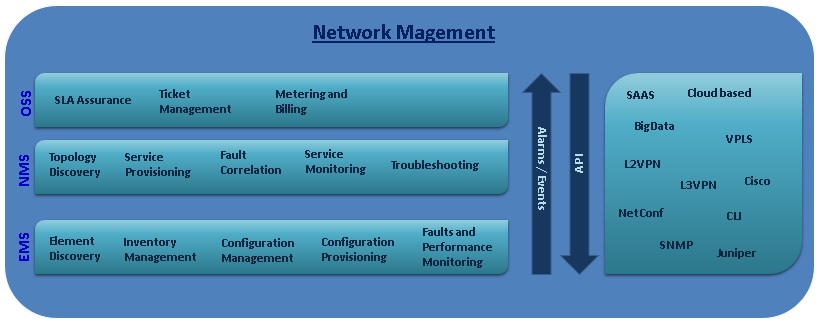 Network Magement
OSS
SLA Assurance
Ticket
Management
Metering and
Billing
NMS
Topology
Discovery
Service
Provisioning
Fault
Correlation
Service
Monitoring
Troubleshooting
EMS
Element
Discovery
Inventory
Management
Configuration
Management
Configuration
Provisioning
Faults and
Performance
Monitoring
Alarms / Events
API
SAAS
Cloud based
BigData
VPLS
L2VPN
L3VPN
Cisco
NetConf
CLI
SNMP
Juniper